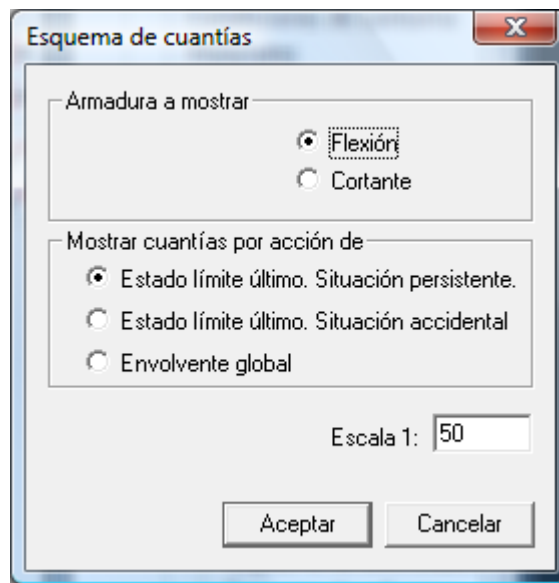 Esquema de cuantías
Armadura a mostrar
Flexión
Cortante
Mostrar cuantías por acción de
Estado límite último. Situación persistente.
Estado límite último. Situación accidental
Envolvente global
Escala 1: 50
Aceptar Cancelar